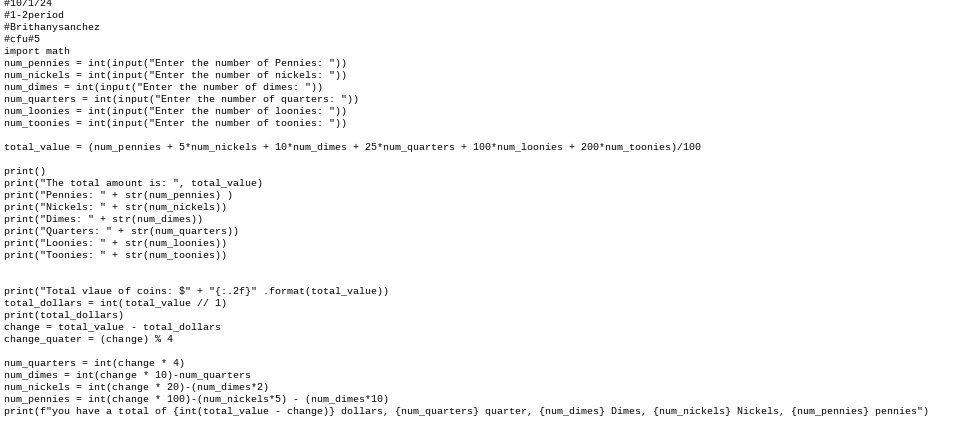 #10/1/24
#1-2period
#Brithanysanchez
#cfu#5
import math
num_pennies = int(input("Enter the number of Pennies: "))
num_nickels = int(input("Enter the number of nickels: "))
num_dimes = int(input("Enter the number of dimes: "))
num_quarters = int(input("Enter the number of quarters: "))
num_loonies = int(input("Enter the number of loonies: "))
num_toonies = int(input("Enter the number of toonies: "))

total_value = (num_pennies + 5*num_nickels + 10*num_dimes + 25*num_quarters + 100*num_loonies + 200*num_toonies)/100

print()
print("The total amount is: ", total_value)
print("Pennies: " + str(num_pennies) )
print("Nickels: " + str(num_nickels))
print("Dimes: " + str(num_dimes))
print("Quarters: " + str(num_quarters))
print("Loonies: " + str(num_loonies))
print("Toonies: " + str(num_toonies))


print("Total vlaue of coins: $" + "{:.2f}" .format(total_value))
total_dollars = int(total_value // 1)
print(total_dollars)
change = total_value - total_dollars
change_quater = (change) % 4

num_quarters = int(change * 4)
num_dimes = int(change * 10)-num_quarters
num_nickels = int(change * 20)-(num_dimes*2)
num_pennies = int(change * 100)-(num_nickels*5) - (num_dimes*10)
print(f"you have a total of {int(total_value - change)} dollars, {num_quarters} quarter, {num_dimes} Dimes, {num_nickels} Nickels, {num_pennies} pennies")